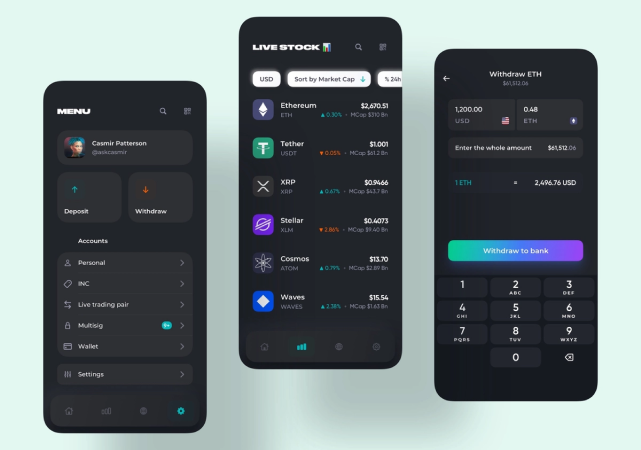 MENU
Casmir Patterson
@askcasmir
Deposit
Withdraw
Accounts
Personal
INC
Live trading pair
Multisig
9+
Wallet
Settings
LIVE STOCK
USD
Sort by Market Cap ↓
% 24h
Ethereum $2,670.51
ETH ▲ 0.30% • MCap $310 Bn
Tether $1.001
USDT ▼ 0.03% • MCap $61.2 Bn
XRP $0.9466
XRP ▲ 0.67% • MCap $43.7 Bn
Stellar $0.4073
XLM ▼ 2.86% • MCap $9.40 Bn
Cosmos $13.70
ATOM ▲ 0.79% • MCap $2.89 Bn
Waves $15.54
WAVES ▲ 2.38% • MCap $1.63 Bn
Withdraw ETH
$61,512.06
1,200.00 0.48
USD ETH
Enter the whole amount $61,512.06
1 ETH = 2,496.76 USD
Withdraw to bank
1 2 3
ABC DEF
4 5 6
GHI JKL MNO
7 8 9
PQRS TUV WXYZ
0